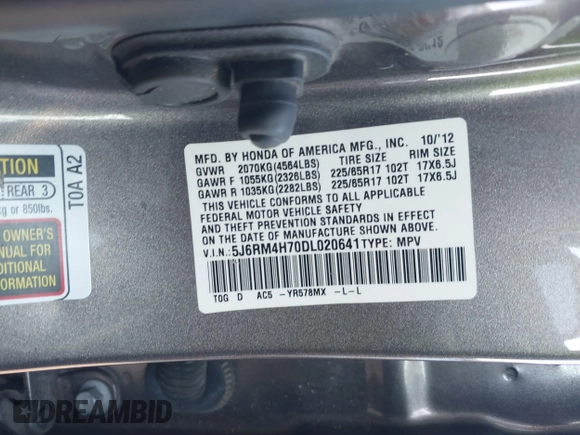 MFD. BY HONDA OF AMERICA MFG., INC. 10/'12
GVWR 2070KG(4564LBS) TIRE SIZE RIM SIZE
GAWR F 1055KG(2326LBS) 225/65R17 102T 17X6.5J
GAWR R 1035KG(2282LBS) 225/65R17 102T 17X6.5J
THIS VEHICLE CONFORMS TO ALL APPLICABLE
FEDERAL MOTOR VEHICLE SAFETY
AND THEFT PREVENTION STANDARDS IN EFFECT
ON THE DATE OF MANUFACTURE SHOWN ABOVE.
V.I.N.: 5J6RM4H70DL020641 TYPE: MPV
T0G D AC5 -YR578MX -L-L
TION
REAR 3
kg or 850lbs.
OWNER'S
NUAL FOR
DITIONAL
FORMATION
T0A A2
DREAMBID